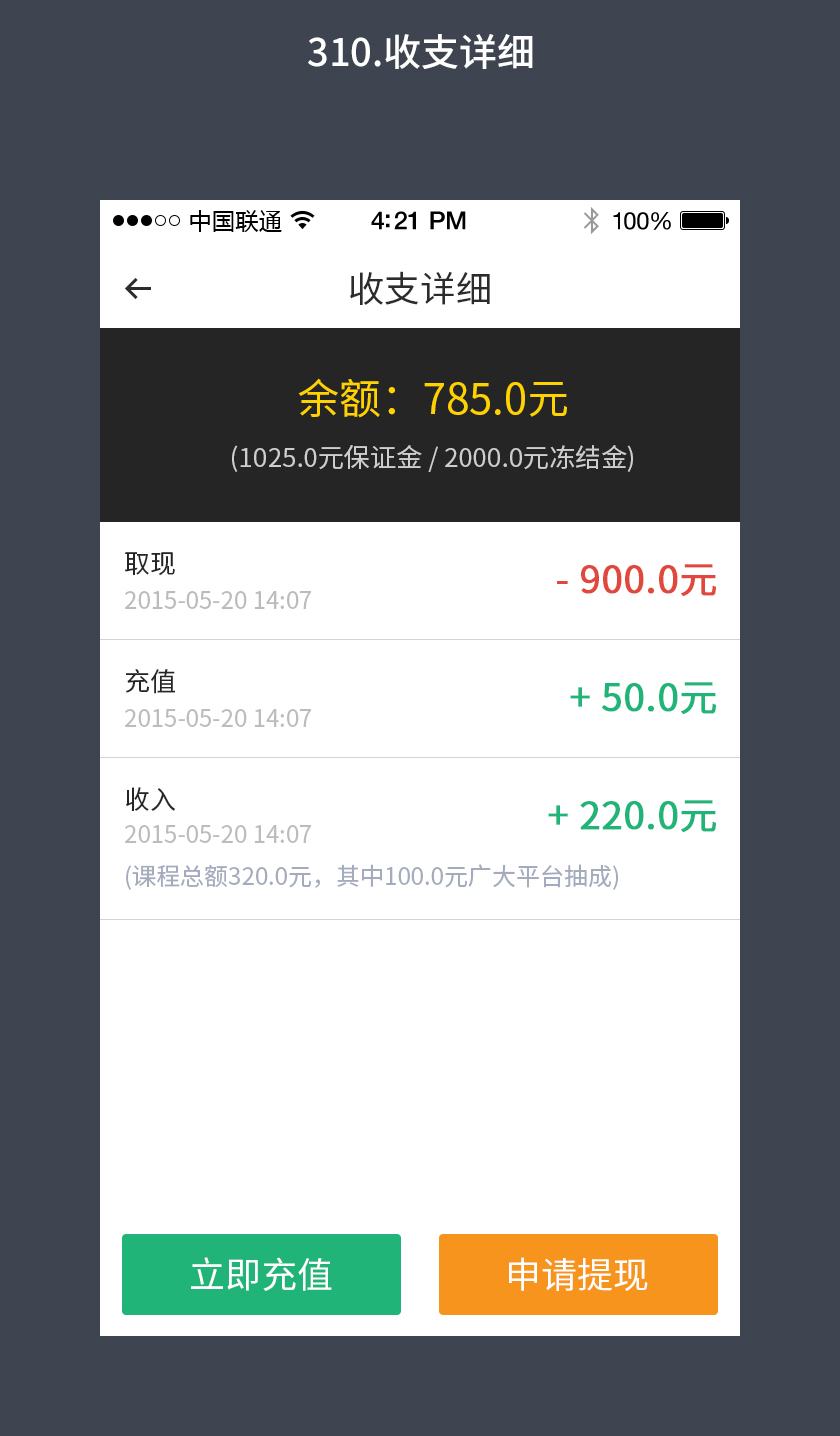 310.收支详细
中国联通 4:21 PM 100%
收支详细
余额：785.0元
(1025.0元保证金 / 2000.0元冻结金)
取现
- 900.0元
2015-05-20 14:07
充值
+ 50.0元
2015-05-20 14:07
收入
+ 220.0元
2015-05-20 14:07
(课程总额320.0元，其中100.0元广大平台抽成)
立即充值 申请提现